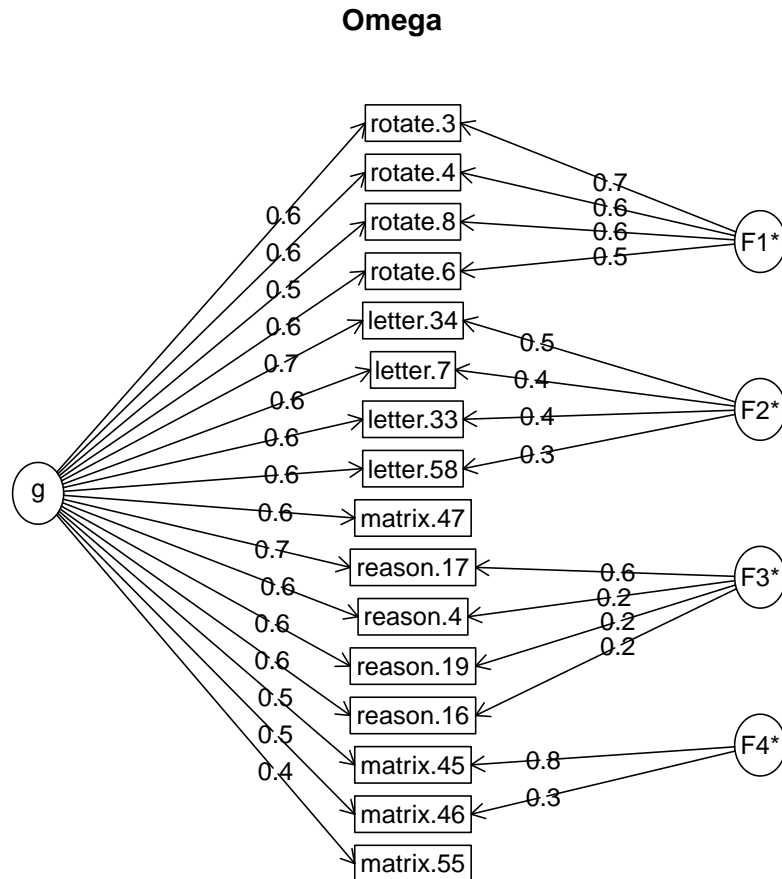 Omega
rotate.3
rotate.4
rotate.8
rotate.6
letter.34
letter.7
letter.33
letter.58
matrix.47
reason.17
reason.4
reason.19
reason.16
matrix.45
matrix.46
matrix.55
g
0.6
0.6
0.5
0.6
0.7
0.6
0.6
0.6
0.6
0.7
0.6
0.6
0.6
0.5
0.5
0.4
F1*
0.7
0.6
0.6
0.5
F2*
0.5
0.4
0.4
0.3
F3*
0.6
0.2
0.2
0.2
F4*
0.8
0.3